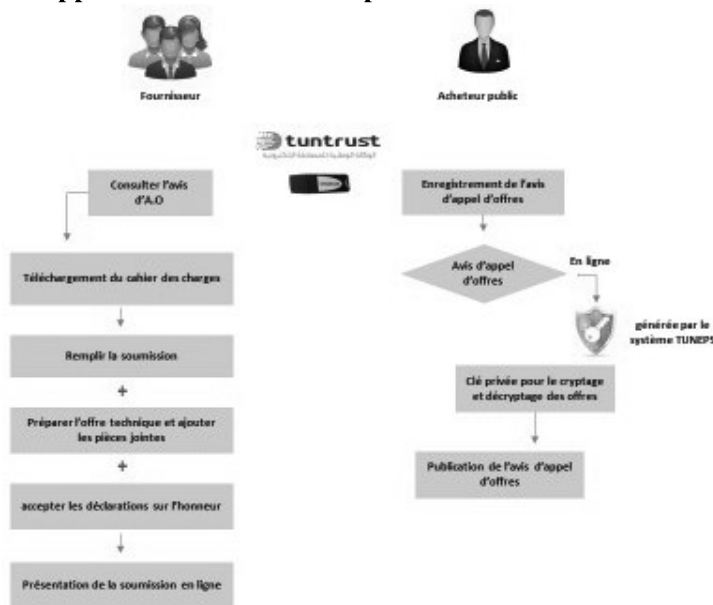 Fournisseur
Acheteur public
tuntrust
Consulter l'avis
d'A.O
Téléchargement du cahier des charges
Remplir la soumission
+
Préparer l'offre technique et ajouter
les pièces jointes
+
accepter les déclarations sur l'honneur
Présentation de la soumission en ligne
Enregistrement de l'avis
d'appel d'offres
Avis d'appel
d'offres
En ligne
générée par le
système TUNEPS
Clé privée pour le cryptage
et décryptage des offres
Publication de l'avis d'appel
d'offres